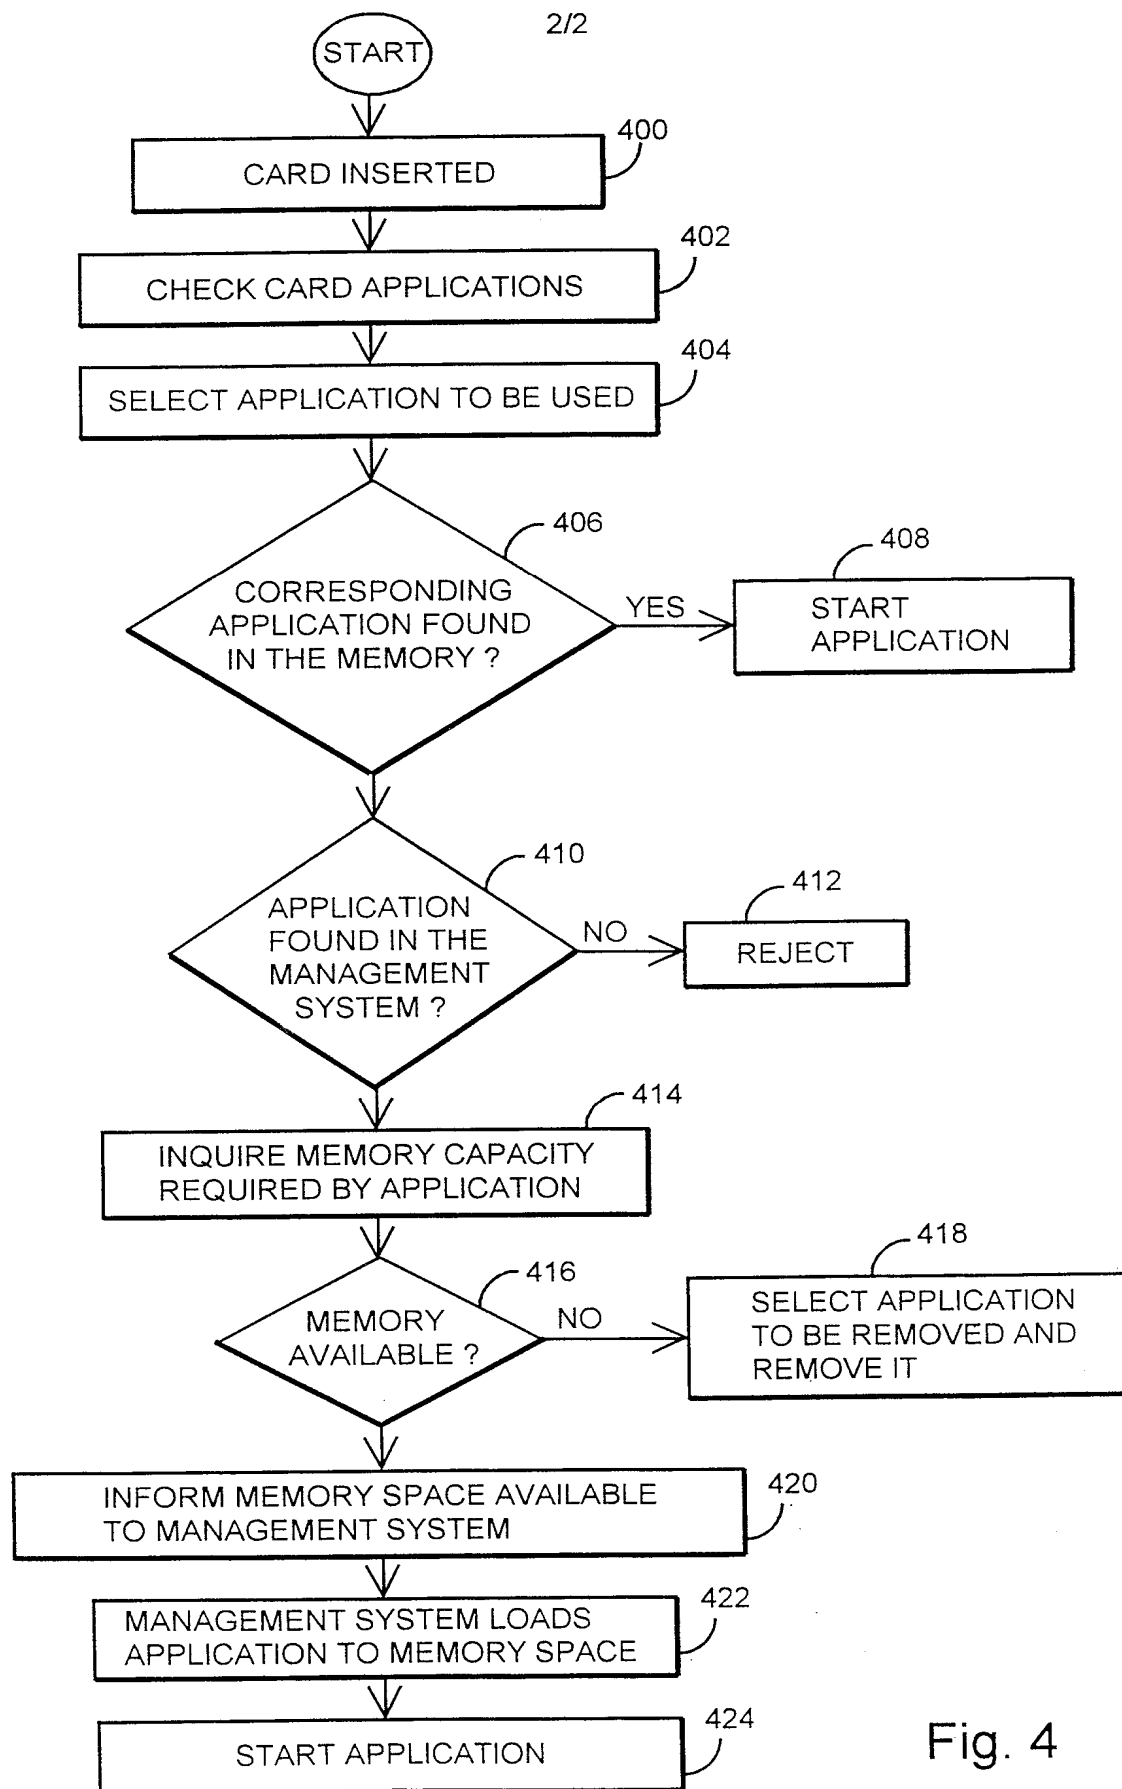 2/2
START
400
CARD INSERTED
402
CHECK CARD APPLICATIONS
404
SELECT APPLICATION TO BE USED
406
CORRESPONDING
APPLICATION FOUND
IN THE MEMORY ?
YES
408
START
APPLICATION
410
APPLICATION
FOUND IN THE
MANAGEMENT
SYSTEM ?
NO
412
REJECT
414
INQUIRE MEMORY CAPACITY
REQUIRED BY APPLICATION
416
MEMORY
AVAILABLE ?
NO
418
SELECT APPLICATION
TO BE REMOVED AND
REMOVE IT
420
INFORM MEMORY SPACE AVAILABLE
TO MANAGEMENT SYSTEM
422
MANAGEMENT SYSTEM LOADS
APPLICATION TO MEMORY SPACE
424
START APPLICATION
Fig. 4